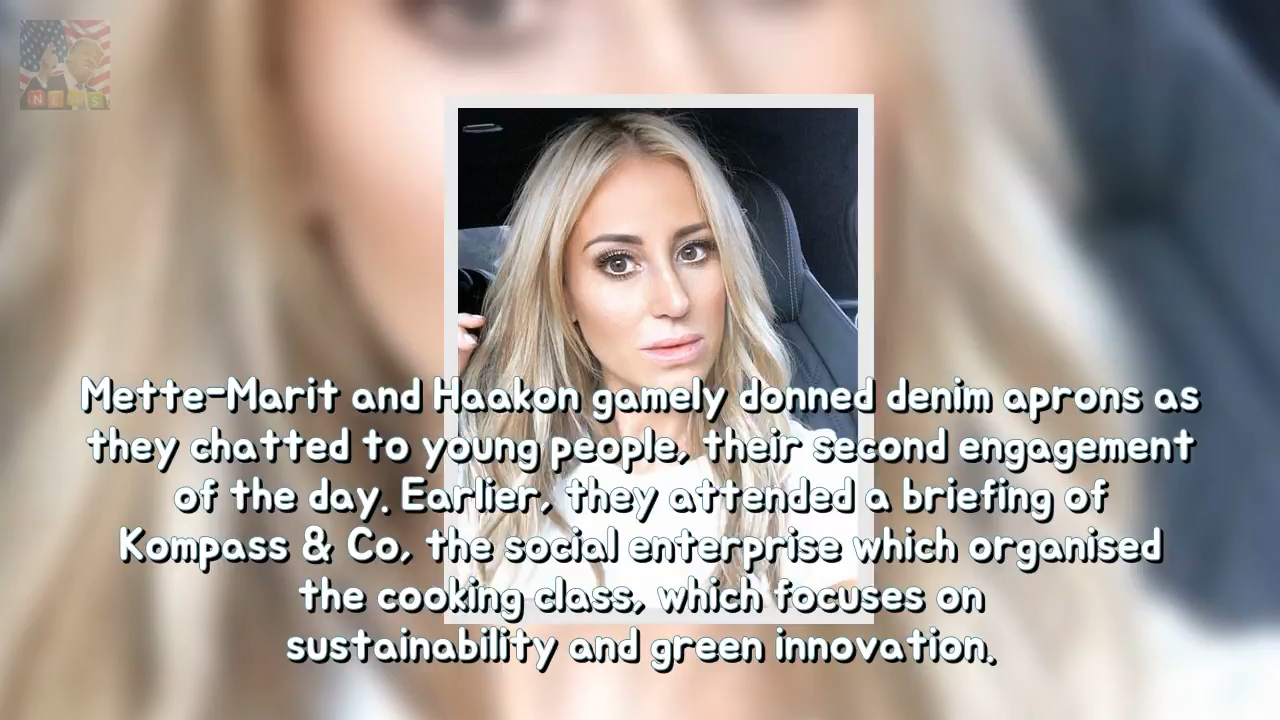 NEWS
Mette-Marit and Haakon gamely donned denim aprons as
they chatted to young people, their second engagement
of the day. Earlier, they attended a briefing of
Kompass & Co, the social enterprise which organised
the cooking class, which focuses on
sustainability and green innovation.